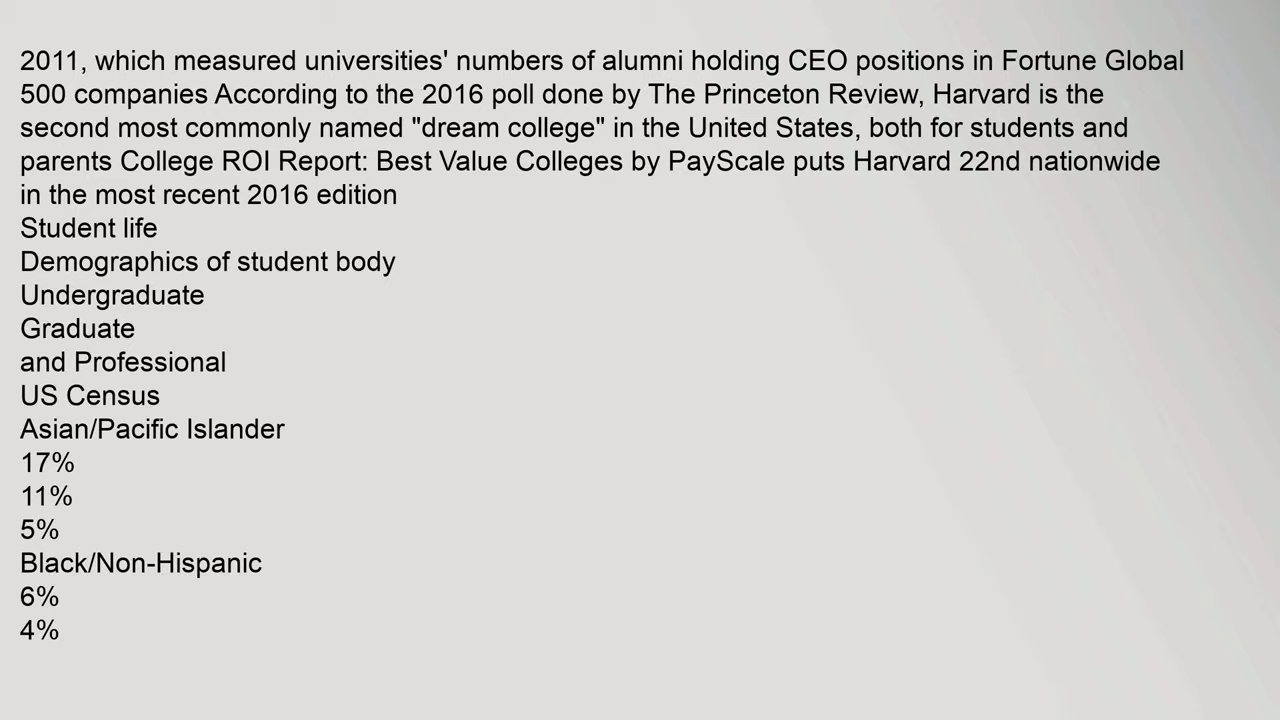 2011, which measured universities' numbers of alumni holding CEO positions in Fortune Global
500 companies According to the 2016 poll done by The Princeton Review, Harvard is the
second most commonly named "dream college" in the United States, both for students and
parents College ROI Report: Best Value Colleges by PayScale puts Harvard 22nd nationwide
in the most recent 2016 edition
Student life
Demographics of student body
Undergraduate
Graduate
and Professional
US Census
Asian/Pacific Islander
17%
11%
5%
Black/Non-Hispanic
6%
4%